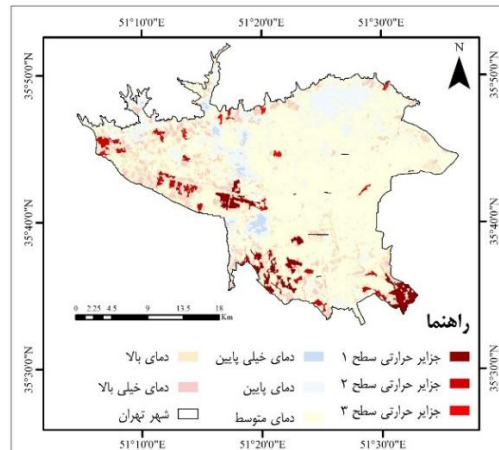 51°10'0"E 51°20'0"E 51°30'0"E
N
35°50'0"N 35°50'0"N
35°40'0"N 35°40'0"N
35°30'0"N 35°30'0"N
0 2.25 4.5 9 13.5 18
Km
راهنما
جزایر حرارتی سطح ۱ دمای خیلی پایین دمای بالا
جزایر حرارتی سطح ۲ دمای پایین دمای خیلی بالا
جزایر حرارتی سطح ۳ دمای متوسط شهر تهران
51°10'0"E 51°20'0"E 51°30'0"E